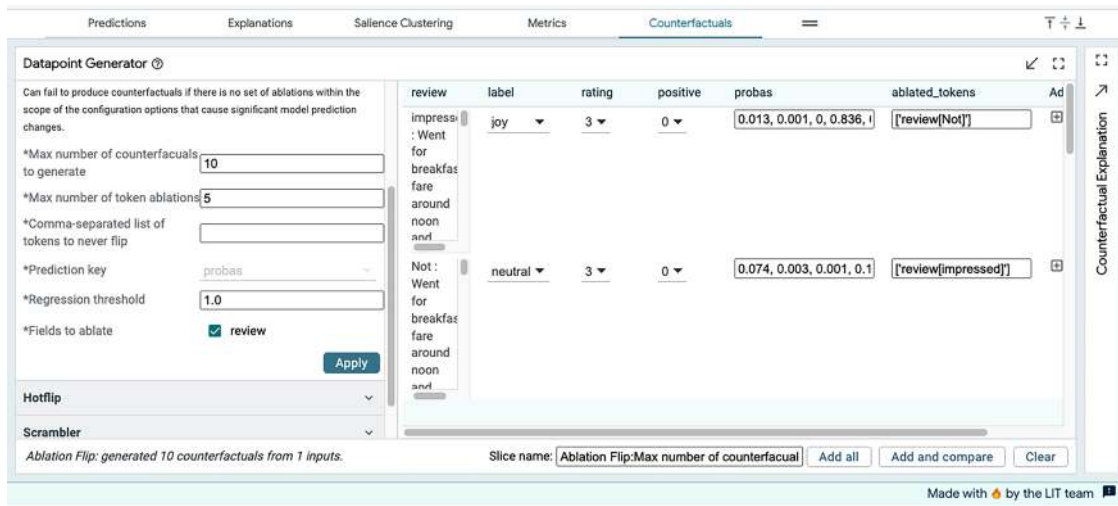 Predictions Explanations Salience Clustering Metrics Counterfactuals
Datapoint Generator
Can fail to produce counterfactuals if there is no set of ablations within the
scope of the configuration options that cause significant model prediction
changes.
*Max number of counterfacuals
to generate
10
*Max number of token ablations
5
*Comma-separated list of
tokens to never flip
*Prediction key
probas
*Regression threshold
1.0
*Fields to ablate
review
Apply
Hotflip
Scrambler
review label rating positive probas ablated_tokens Ad
impress
: Went
for
breakfas
fare
around
noon
and
joy 3 0 0.013, 0.001, 0, 0.836, ['review[Not]']
Not :
Went
for
breakfas
fare
around
noon
and
neutral 3 0 0.074, 0.003, 0.001, 0.1 ['review[impressed]']
Ablation Flip: generated 10 counterfactuals from 1 inputs.
Slice name: Ablation Flip:Max number of counterfacual Add all Add and compare Clear
Counterfactual Explanation
Made with 🔥 by the LIT team